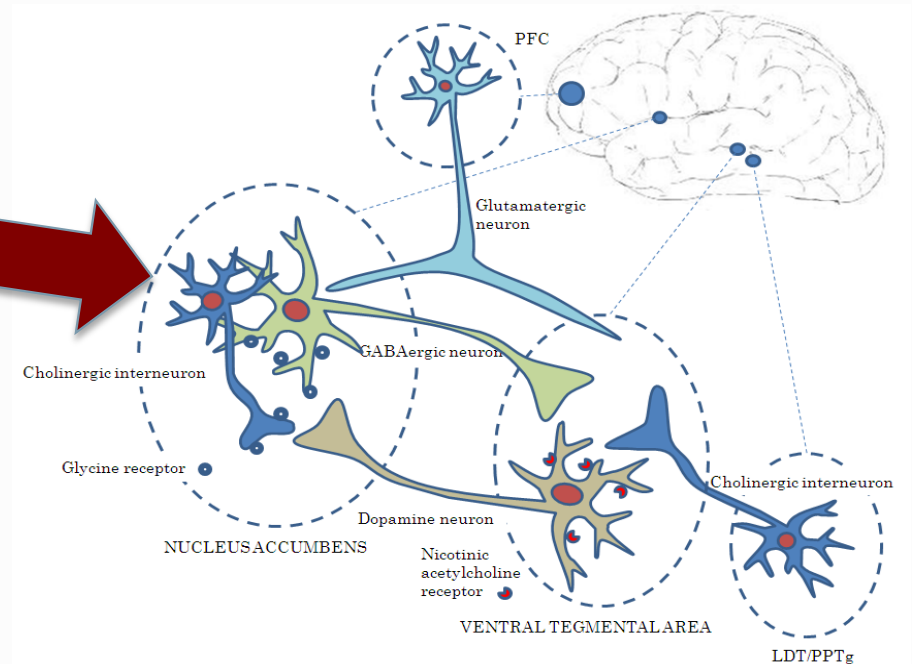 PFC
Glutamatergic
neuron
GABAergic neuron
Cholinergic interneuron
Glycine receptor
Cholinergic interneuron
Dopamine neuron
NUCLEUS ACCUMBENS
Nicotinic
acetylcholine
receptor
VENTRAL TEGMENTAL AREA
LDT/PPTg